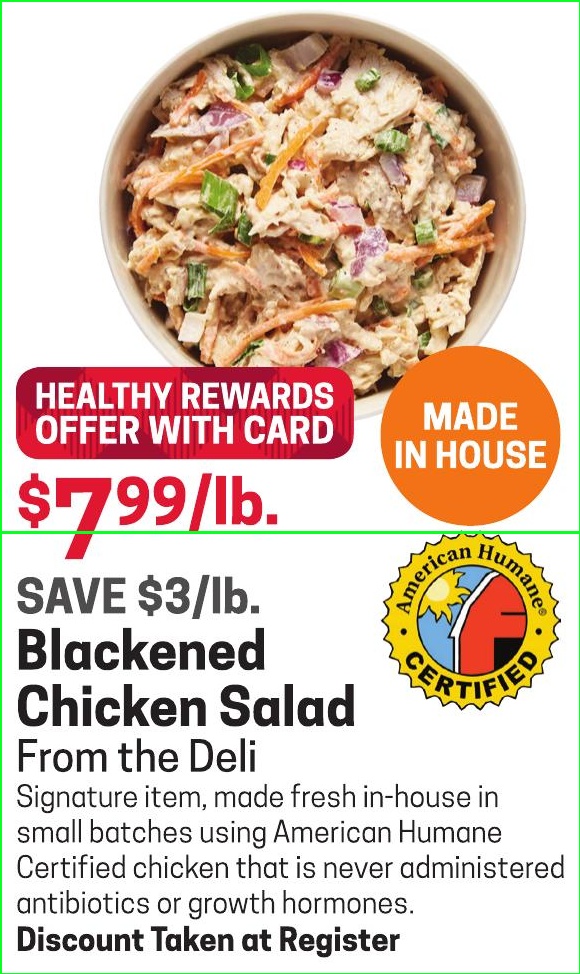 HEALTHY REWARDS
OFFER WITH CARD
MADE
IN HOUSE
$7.99/lb.
SAVE $3/lb.
American Humane®
CERTIFIED
Blackened
Chicken Salad
From the Deli
Signature item, made fresh in-house in
small batches using American Humane
Certified chicken that is never administered
antibiotics or growth hormones.
Discount Taken at Register